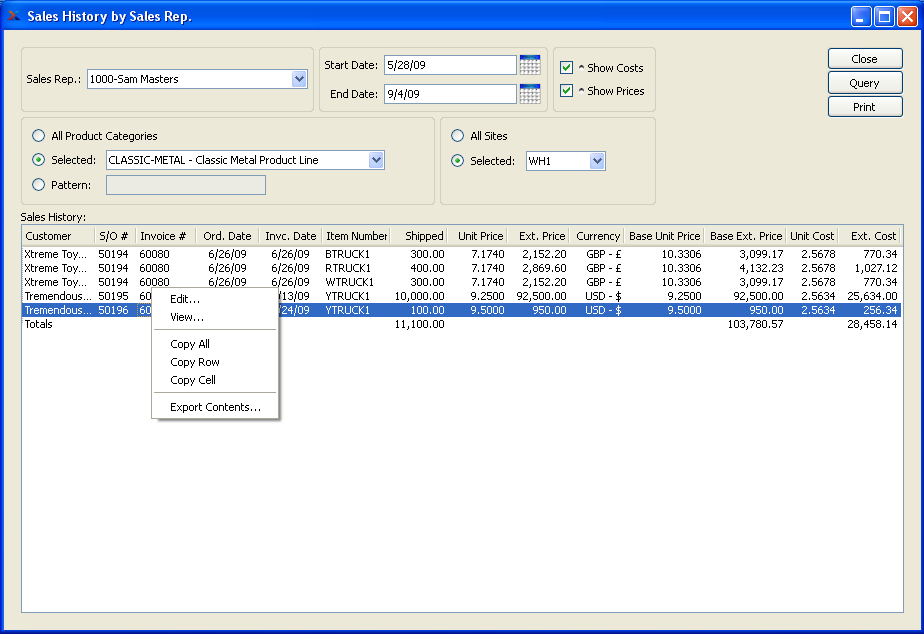 Sales History by Sales Rep.
Sales Rep.: 1000-Sam Masters
Start Date: 5/28/09
End Date: 9/4/09
^ Show Costs
^ Show Prices
Close
Query
Print
All Product Categories
Selected: CLASSIC-METAL - Classic Metal Product Line
Pattern:
All Sites
Selected: WH1
Sales History:
Customer S/O # Invoice # Ord. Date Invc. Date Item Number Shipped Unit Price Ext. Price Currency Base Unit Price Base Ext. Price Unit Cost Ext. Cost
Xtreme Toy... 50194 60080 6/26/09 6/26/09 BTRUCK1 300.00 7.1740 2,152.20 GBP - £ 10.3306 3,099.17 2.5678 770.34
Xtreme Toy... 50194 60080 6/26/09 6/26/09 RTRUCK1 400.00 7.1740 2,869.60 GBP - £ 10.3306 4,132.23 2.5678 1,027.12
Xtreme Toy... 50194 60080 6/26/09 6/26/09 WTRUCK1 300.00 7.1740 2,152.20 GBP - £ 10.3306 3,099.17 2.5678 770.34
Tremendous... 50195 /13/09 YTRUCK1 10,000.00 9.2500 92,500.00 USD - $ 9.2500 92,500.00 2.5634 25,634.00
Tremendous... 50196 /24/09 YTRUCK1 100.00 9.5000 950.00 USD - $ 9.5000 950.00 2.5634 256.34
Totals 11,100.00 103,780.57 28,458.14
Edit...
View...
Copy All
Copy Row
Copy Cell
Export Contents...